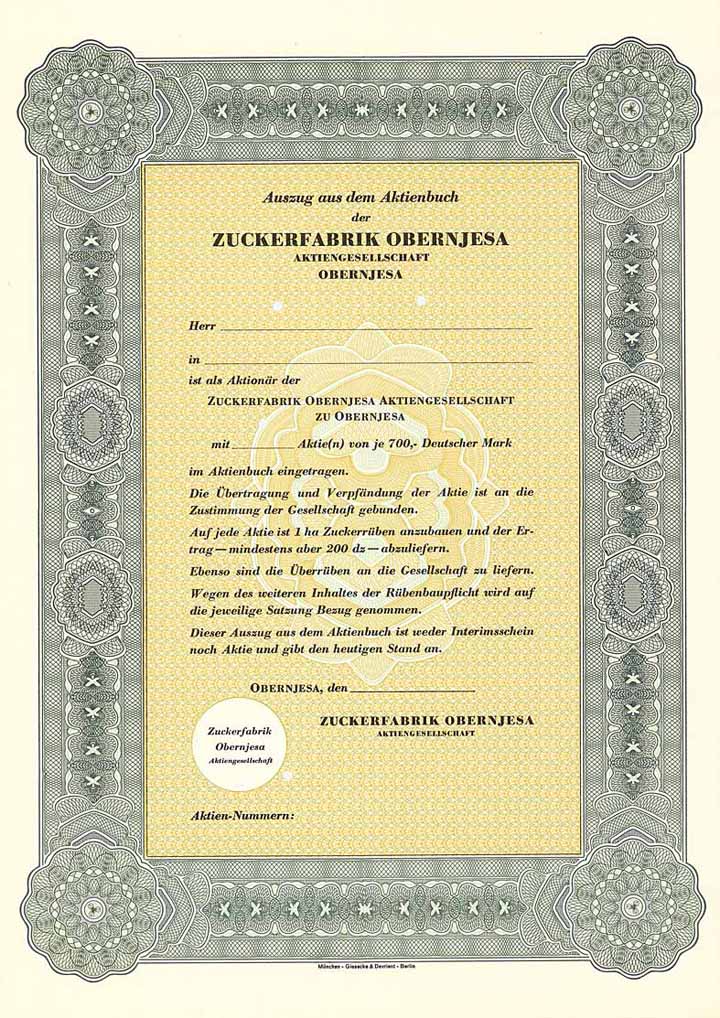 Auszug aus dem Aktienbuch
der
ZUCKERFABRIK OBERNJESA
AKTIENGESELLSCHAFT
OBERNJESA
Herr
in
ist als Aktionär der
ZUCKERFABRIK OBERNJESA AKTIENGESELLSCHAFT
ZU OBERNJESA
mit Aktie(n) von je 700,- Deutscher Mark
im Aktienbuch eingetragen.
Die Übertragung und Verpfändung der Aktie ist an die
Zustimmung der Gesellschaft gebunden.
Auf jede Aktie ist 1 ha Zuckerrüben anzubauen und der Er-
trag — mindestens aber 200 dz — abzuliefern.
Ebenso sind die Überrüben an die Gesellschaft zu liefern.
Wegen des weiteren Inhaltes der Rübenbaupflicht wird auf
die jeweilige Satzung Bezug genommen.
Dieser Auszug aus dem Aktienbuch ist weder Interimsschein
noch Aktie und gibt den heutigen Stand an.
OBERNJESA, den
ZUCKERFABRIK OBERNJESA
AKTIENGESELLSCHAFT
Zuckerfabrik
Obernjesa
Aktiengesellschaft
Aktien-Nummern:
München - Giesecke & Devrient - Berlin